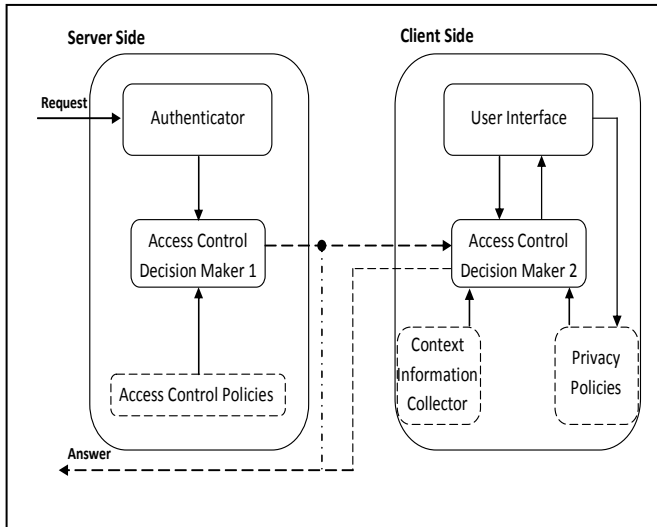 Server Side
Client Side
Request
Authenticator
User Interface
Access Control
Decision Maker 1
Access Control
Decision Maker 2
Access Control Policies
Context
Information
Collector
Privacy
Policies
Answer